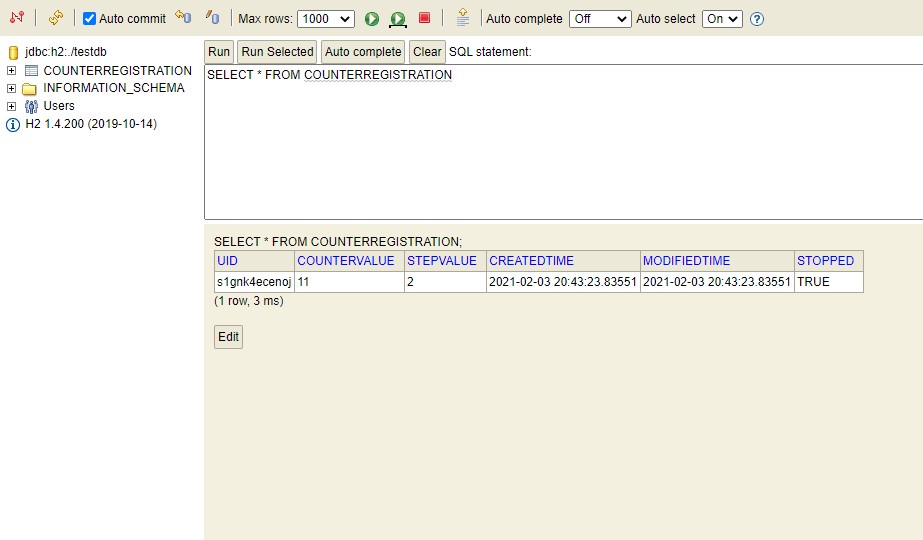 Auto commit Max rows: 1000 Auto complete Off Auto select On
jdbc:h2:./testdb
COUNTERREGISTRATION
INFORMATION_SCHEMA
Users
H2 1.4.200 (2019-10-14)
Run Run Selected Auto complete Clear SQL statement:
SELECT * FROM COUNTERREGISTRATION
SELECT * FROM COUNTERREGISTRATION;
UID COUNTERVALUE STEPVALUE CREATEDTIME MODIFIEDTIME STOPPED
s1gnk4ecenoj 11 2 2021-02-03 20:43:23.83551 2021-02-03 20:43:23.83551 TRUE
(1 row, 3 ms)
Edit